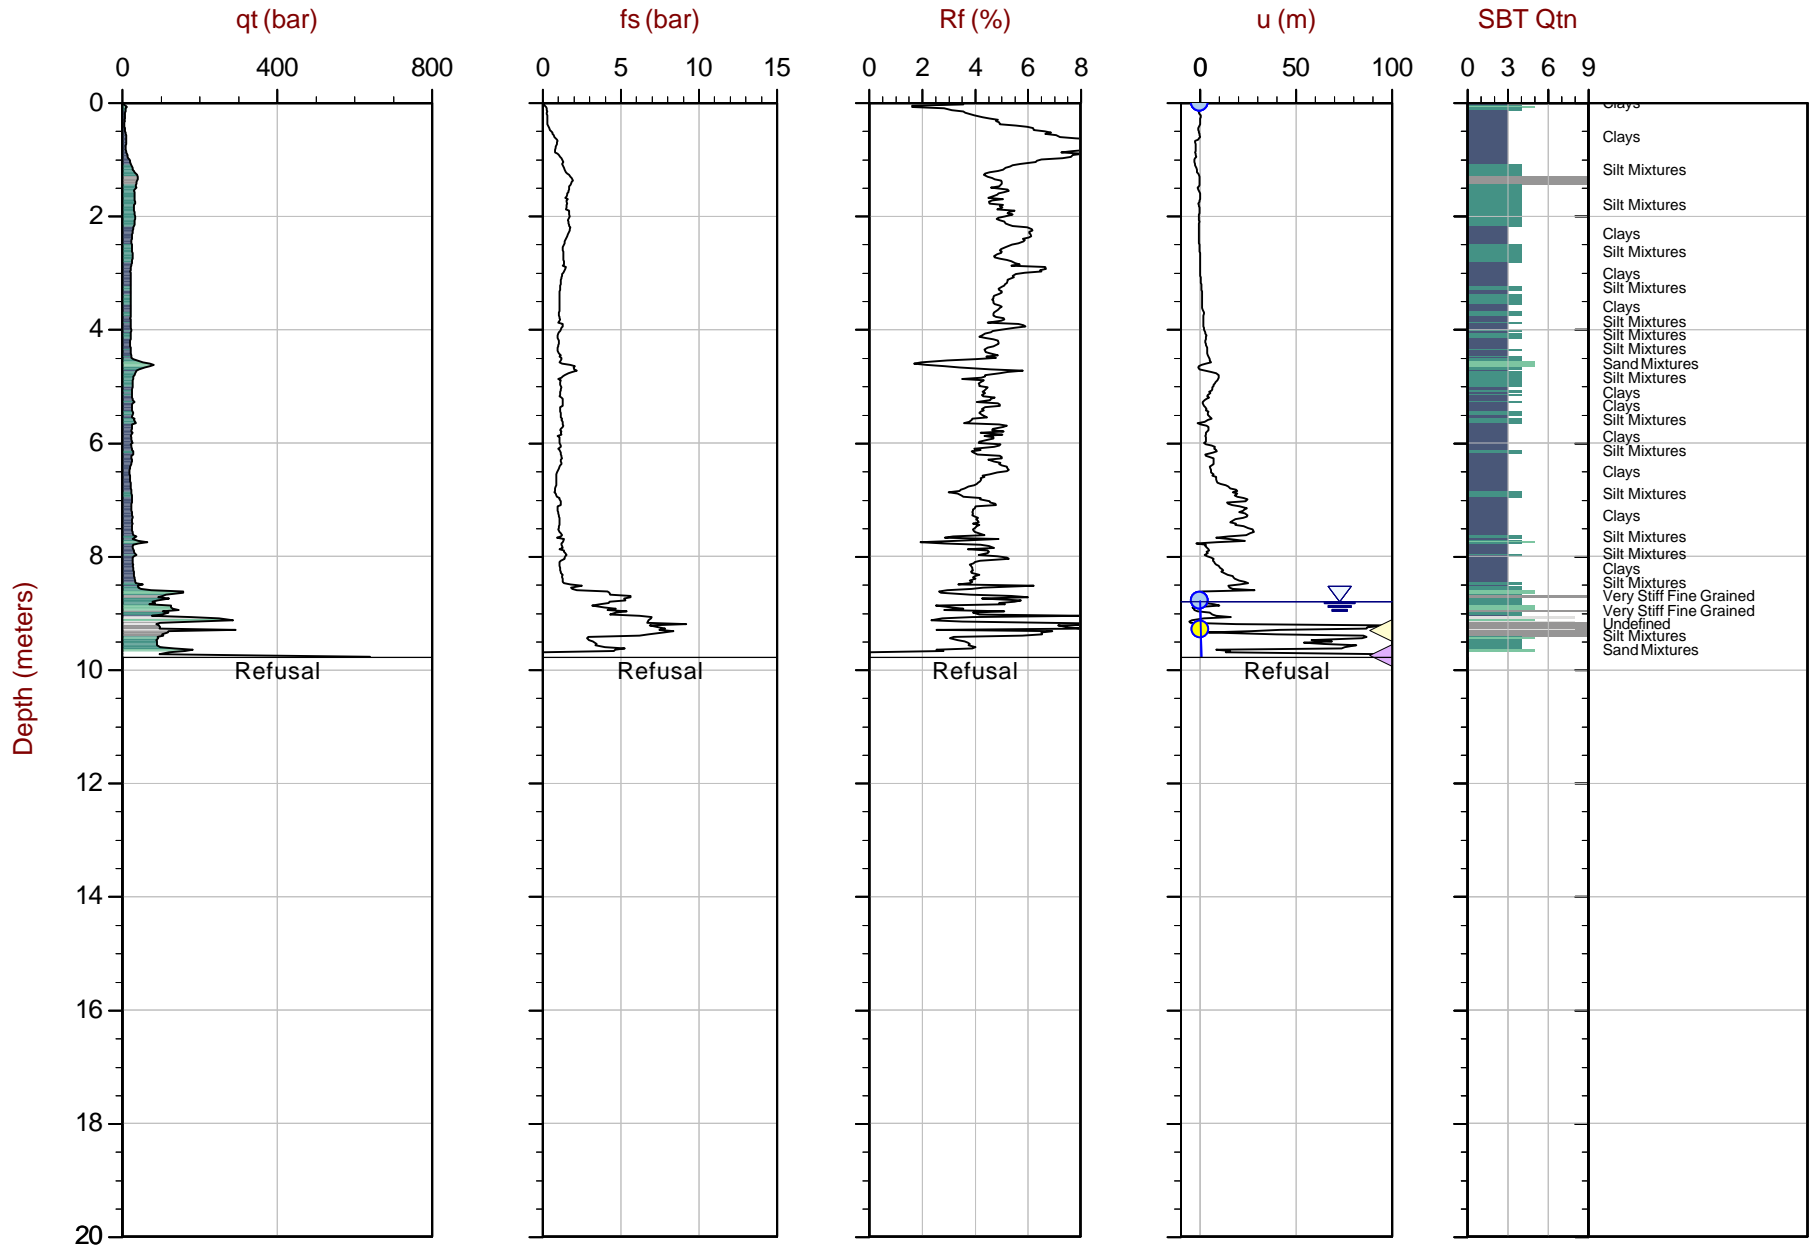 qt (bar)
fs (bar)
Rf (%)
u (m)
SBT Qtn
0 400 800
0 5 10 15
0 2 4 6 8
0 50 100
0 3 6 9
Depth (meters)
0
2
4
6
8
10
12
14
16
18
20
Clays
Clays
Silt Mixtures
Silt Mixtures
Clays
Silt Mixtures
Clays
Silt Mixtures
Clays
Silt Mixtures
Silt Mixtures
Silt Mixtures
Sand Mixtures
Silt Mixtures
Clays
Clays
Silt Mixtures
Clays
Silt Mixtures
Clays
Silt Mixtures
Clays
Silt Mixtures
Silt Mixtures
Clays
Silt Mixtures
Very Stiff Fine Grained
Very Stiff Fine Grained
Undefined
Silt Mixtures
Sand Mixtures
Refusal
Refusal
Refusal
Refusal